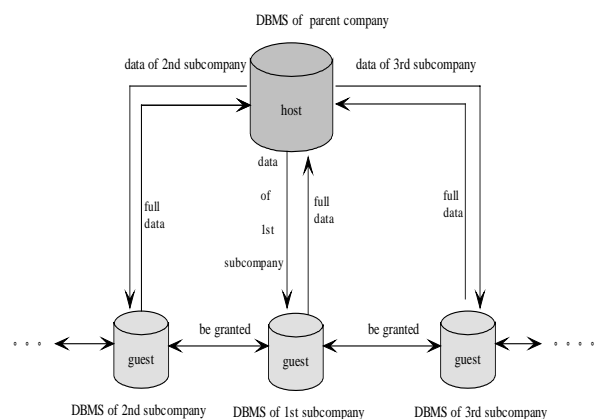 DBMS of parent company
data of 2nd subcompany
data of 3rd subcompany
host
data
of
1st
subcompany
full
data
full
data
full
data
be granted
be granted
guest
guest
guest
DBMS of 2nd subcompany
DBMS of 1st subcompany
DBMS of 3rd subcompany